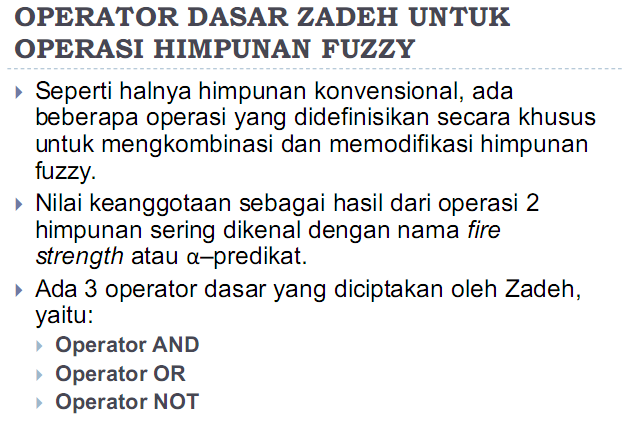 OPERATOR DASAR ZADEH UNTUK
OPERASI HIMPUNAN FUZZY
Seperti halnya himpunan konvensional, ada
beberapa operasi yang didefinisikan secara khusus
untuk mengkombinasi dan memodifikasi himpunan
fuzzy.
Nilai keanggotaan sebagai hasil dari operasi 2
himpunan sering dikenal dengan nama fire
strength atau α–predikat.
Ada 3 operator dasar yang diciptakan oleh Zadeh,
yaitu:
Operator AND
Operator OR
Operator NOT